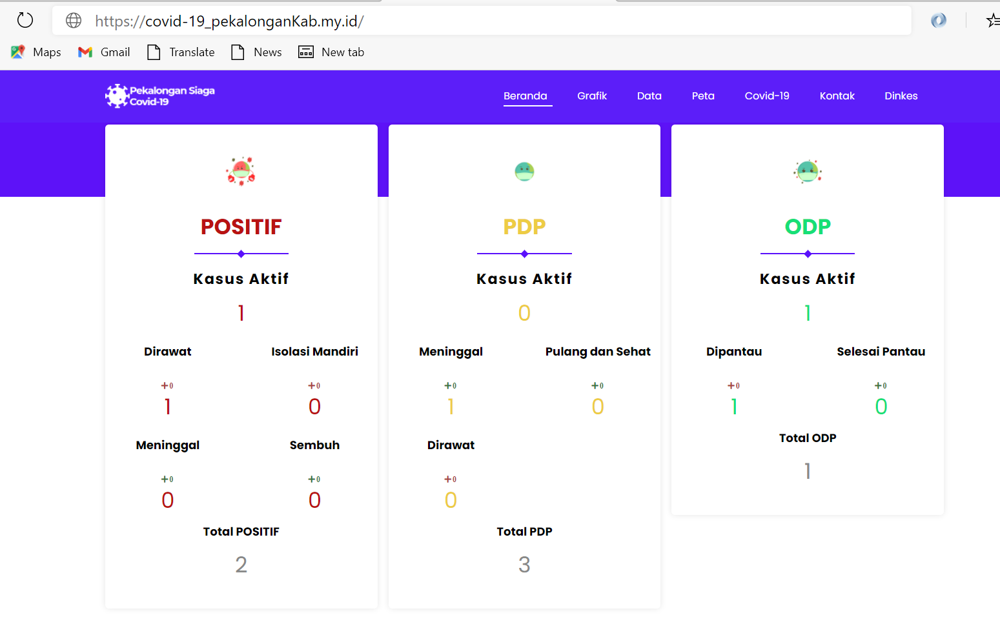 https://covid-19_pekalonganKab.my.id/
Maps Gmail Translate News New tab
Pekalongan Siaga
Covid-19
Beranda Grafik Data Peta Covid-19 Kontak Dinkes
POSITIF
Kasus Aktif
1
Dirawat Isolasi Mandiri
+0 +0
1 0
Meninggal Sembuh
+0 +0
0 0
Total POSITIF
2
PDP
Kasus Aktif
0
Meninggal Pulang dan Sehat
+0 +0
1 0
Dirawat
+0
0
Total PDP
3
ODP
Kasus Aktif
1
Dipantau Selesai Pantau
+0 +0
1 0
Total ODP
1